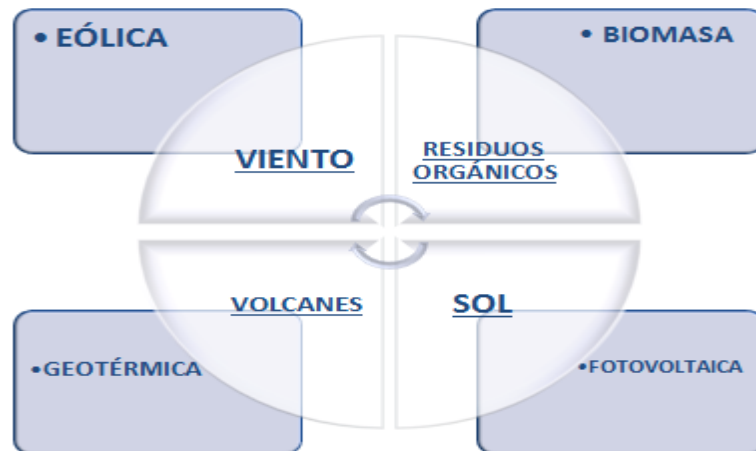 • EÓLICA
• BIOMASA
VIENTO
RESIDUOS
ORGÁNICOS
VOLCANES
SOL
•GEOTÉRMICA
•FOTOVOLTAICA